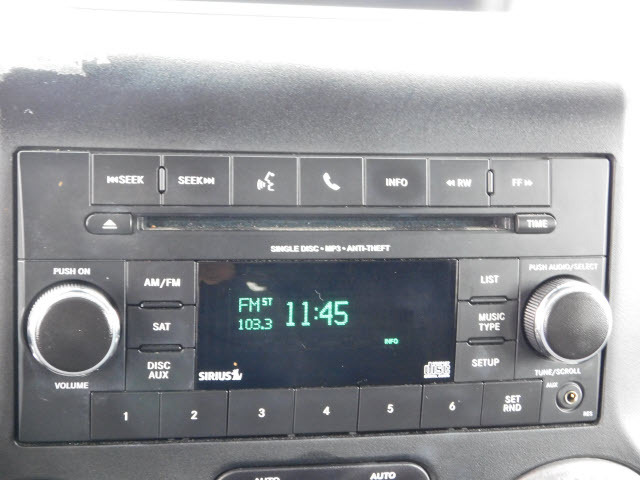 SEEK SEEK INFO RW FF
TIME
SINGLE DISC • MP3 • ANTI-THEFT
PUSH ON
AM/FM
SAT
DISC AUX
VOLUME
FM ST
103.3
11:45
INFO
SIRIUS
disc
LIST
MUSIC TYPE
SETUP
PUSH AUDIO/SELECT
TUNE/SCROLL
AUX
RES
1 2 3 4 5 6 SET RND
AUTO AUTO